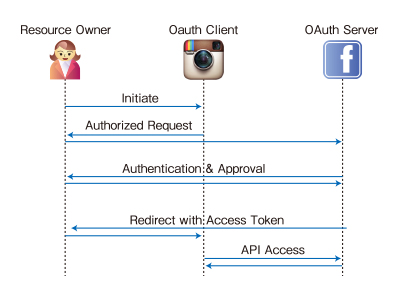 Resource Owner
Oauth Client
OAuth Server
f
Initiate
Authorized Request
Authentication & Approval
Redirect with Access Token
API Access